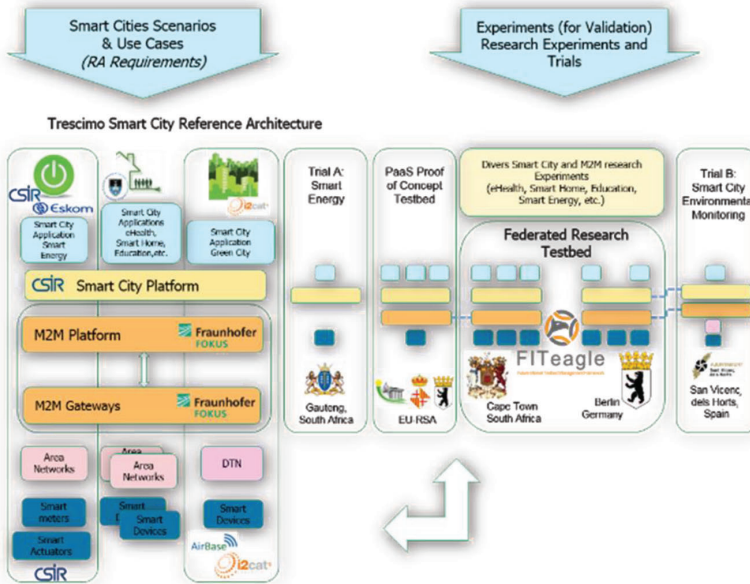 Smart Cities Scenarios
& Use Cases
(RA Requirements)
Experiments (for Validation)
Research Experiments and
Trials
Trescimo Smart City Reference Architecture
CSIR
Eskom
i2cat
Smart City
Application
Smart
Energy
Smart City
Applications
eHealth,
Smart Home,
Education,etc.
Smart City
Application
Green City
CSIR Smart City Platform
M2M Platform
Fraunhofer
FOKUS
M2M Gateways
Fraunhofer
FOKUS
Area
Networks
Area
Area
Networks
DTN
Smart
meters
Smart
Actuators
CSIR
Smart
Smart
Devices
Smart
Devices
AirBase
i2cat
Trial A:
Smart
Energy
Gauteng,
South Africa
PaaS Proof
of Concept
Testbed
EU-RSA
Divers Smart City and M2M research
Experiments
(eHealth, Smart Home, Education,
Smart Energy, etc.)
Federated Research
Testbed
FITeagle
Cape Town
South Africa
Berlin
Germany
Trial B:
Smart City
Environmental
Monitoring
San Vicenç
dels Horts,
Spain